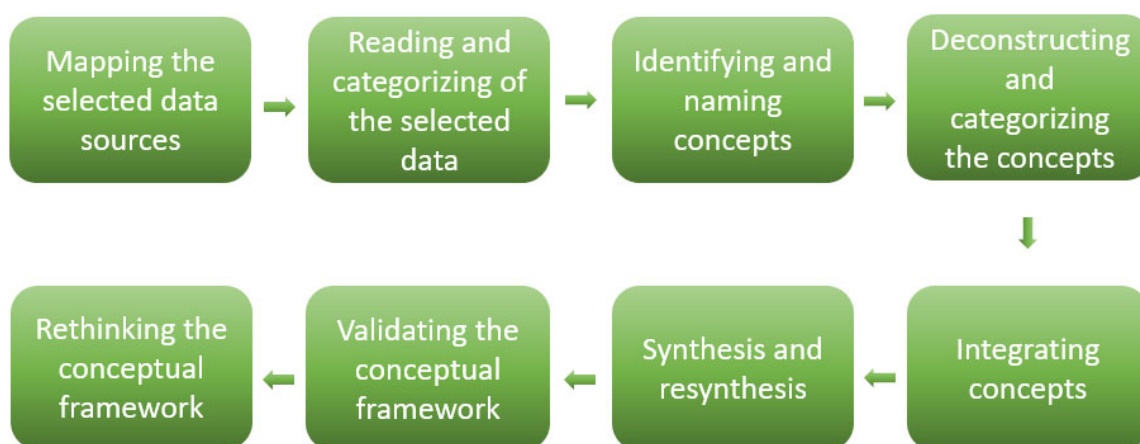 Mapping the
selected data
sources
Reading and
categorizing of
the selected
data
Identifying and
naming
concepts
Deconstructing
and
categorizing
the concepts
Integrating
concepts
Synthesis and
resynthesis
Validating the
conceptual
framework
Rethinking the
conceptual
framework